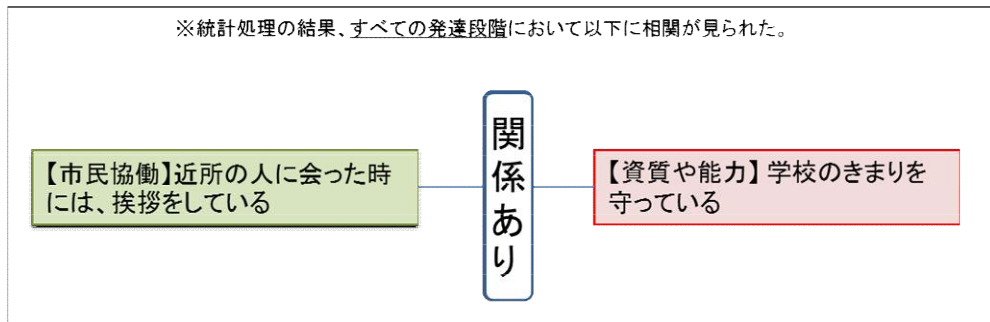 ※統計処理の結果、すべての発達段階において以下に相関が見られた。
【市民協働】近所の人に会った時
には、挨拶をしている
関係あり
【資質や能力】学校のきまりを
守っている